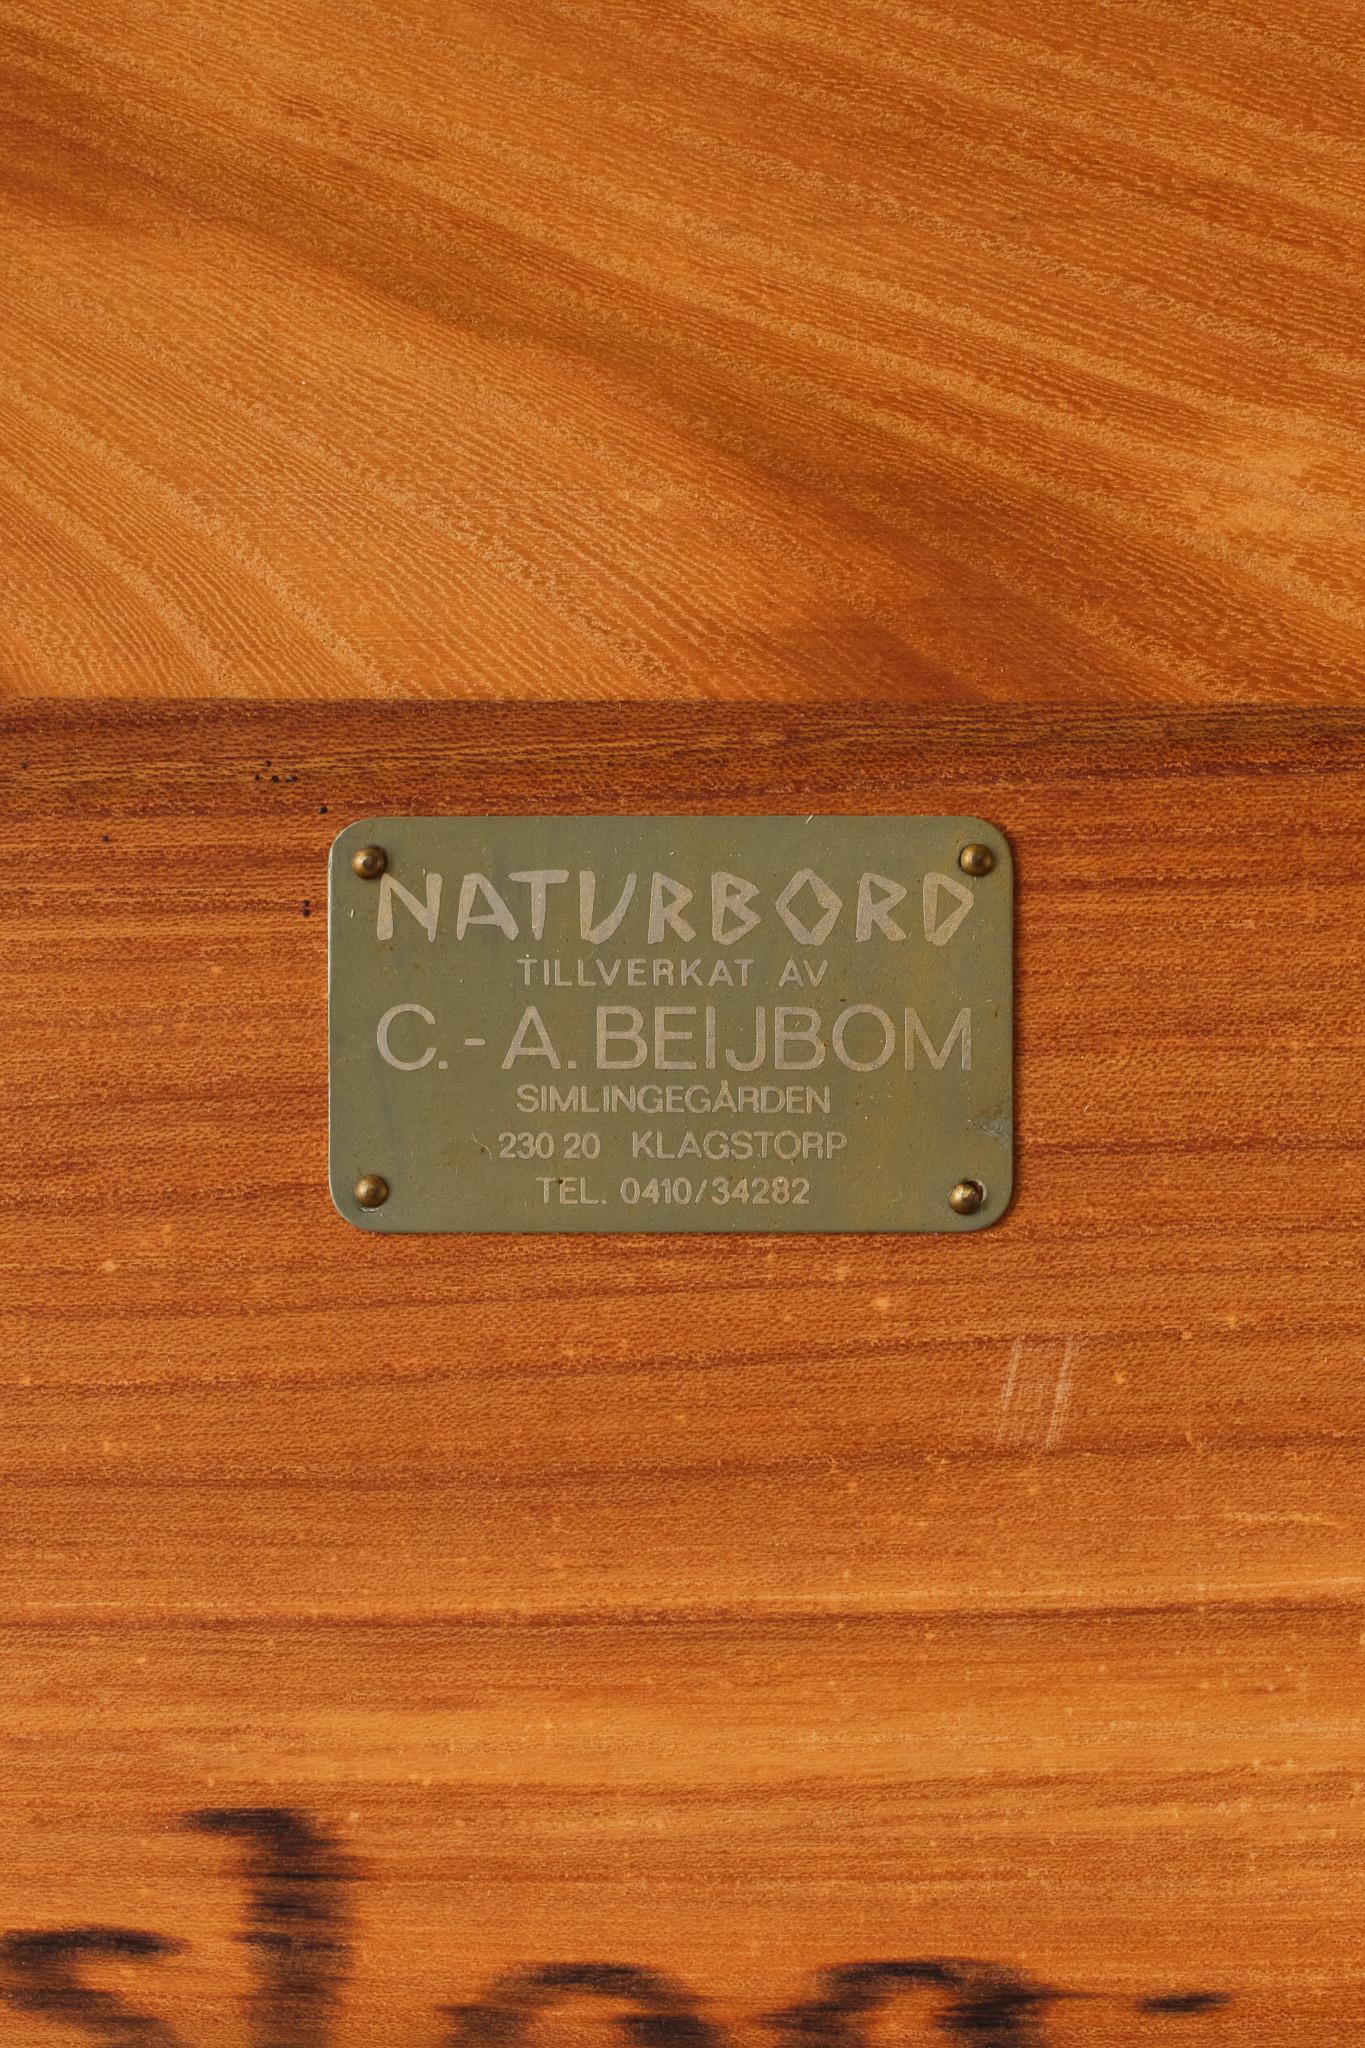 NATURBORD
TILLVERKAT AV
C.-A. BEIJBOM
SIMLINGEGÅRDEN
230 20 KLAGSTORP
TEL. 0410/34282